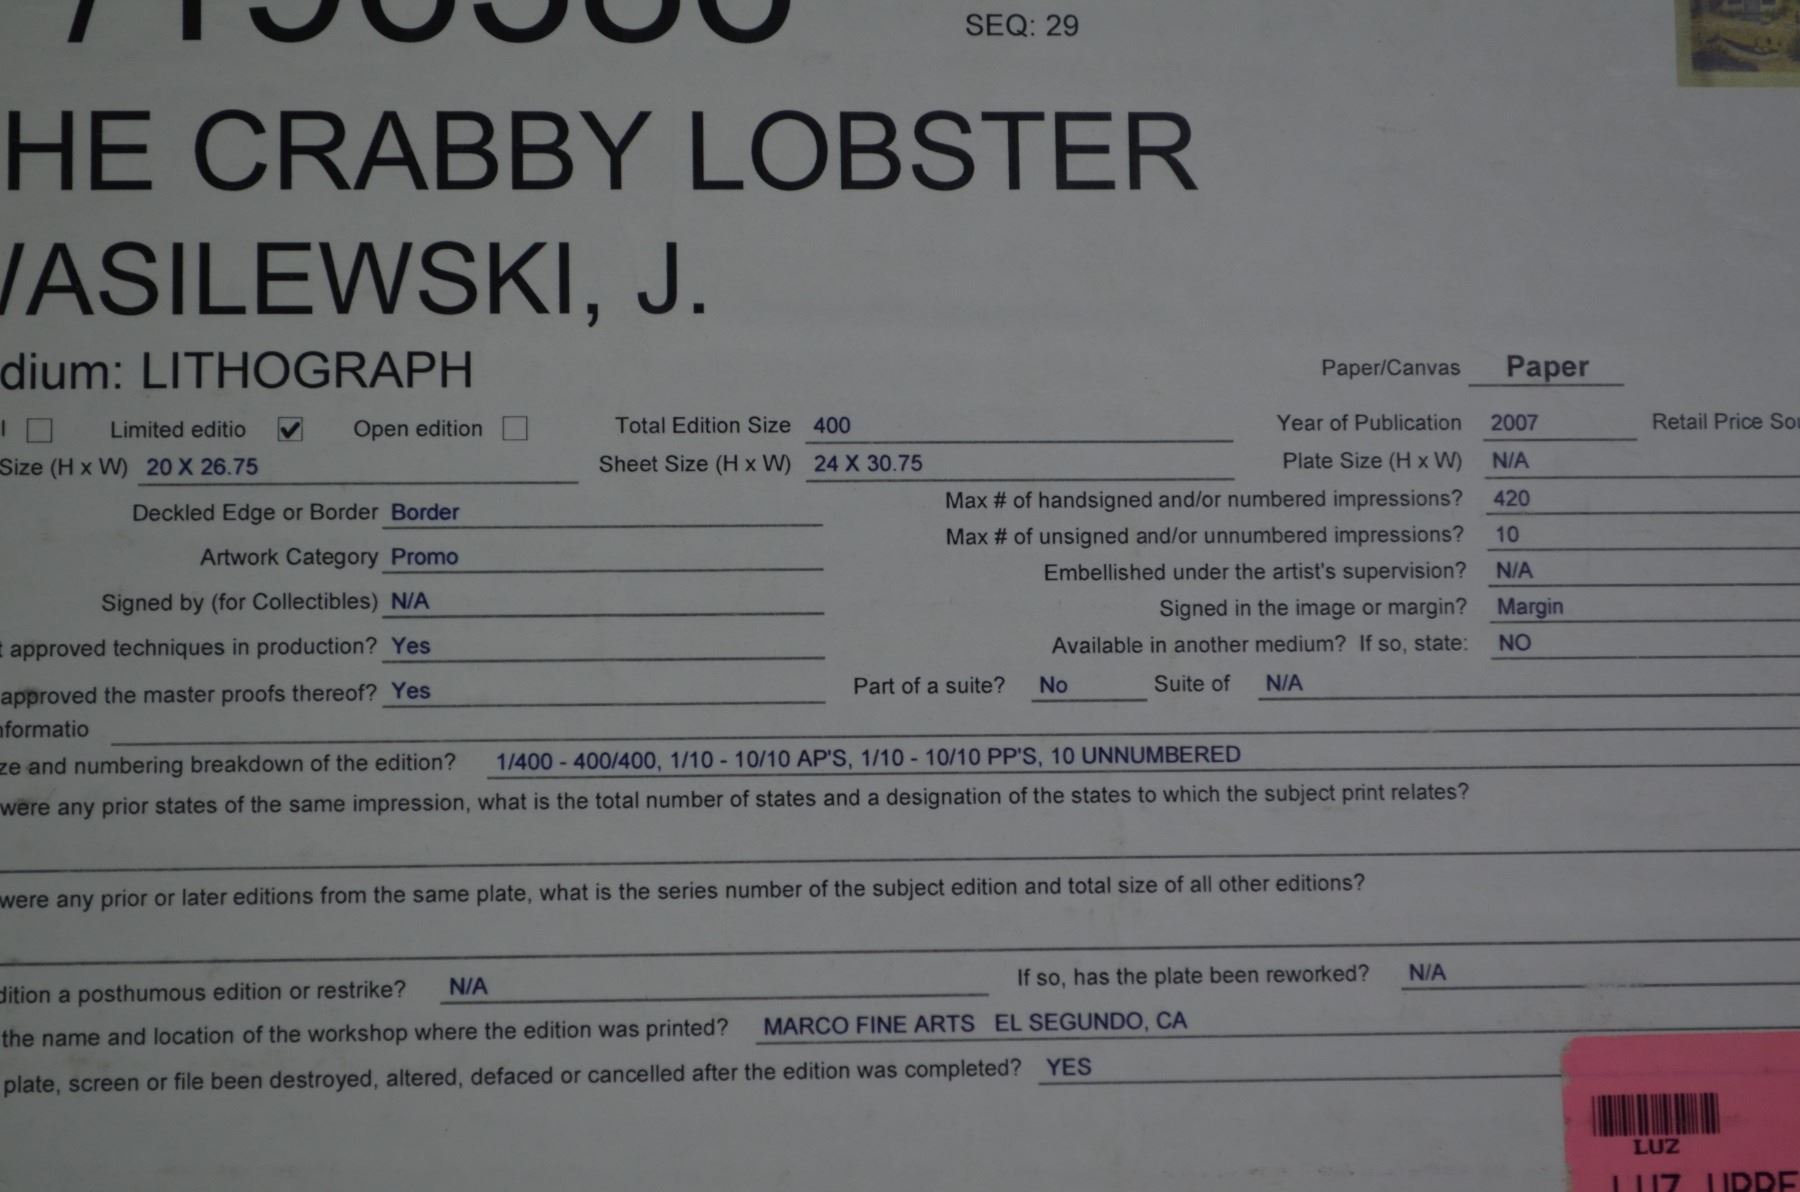 SEQ: 29
HE CRABBY LOBSTER
ASILEWSKI, J.
dium: LITHOGRAPH
Paper/Canvas Paper
l Limited editio Open edition Total Edition Size 400 Year of Publication 2007 Retail Price Sou
Size (H x W) 20 X 26.75 Sheet Size (H x W) 24 X 30.75 Plate Size (H x W) N/A
Deckled Edge or Border Border Max # of handsigned and/or numbered impressions? 420
Max # of unsigned and/or unnumbered impressions? 10
Artwork Category Promo Embellished under the artist's supervision? N/A
Signed by (for Collectibles) N/A Signed in the image or margin? Margin
t approved techniques in production? Yes Available in another medium? If so, state: NO
approved the master proofs thereof? Yes Part of a suite? No Suite of N/A
nformatio
ze and numbering breakdown of the edition? 1/400 - 400/400, 1/10 - 10/10 AP'S, 1/10 - 10/10 PP'S, 10 UNNUMBERED
were any prior states of the same impression, what is the total number of states and a designation of the states to which the subject print relates?
were any prior or later editions from the same plate, what is the series number of the subject edition and total size of all other editions?
dition a posthumous edition or restrike? N/A If so, has the plate been reworked? N/A
the name and location of the workshop where the edition was printed? MARCO FINE ARTS EL SEGUNDO, CA
plate, screen or file been destroyed, altered, defaced or cancelled after the edition was completed? YES
LUZ
LUZ UPPE